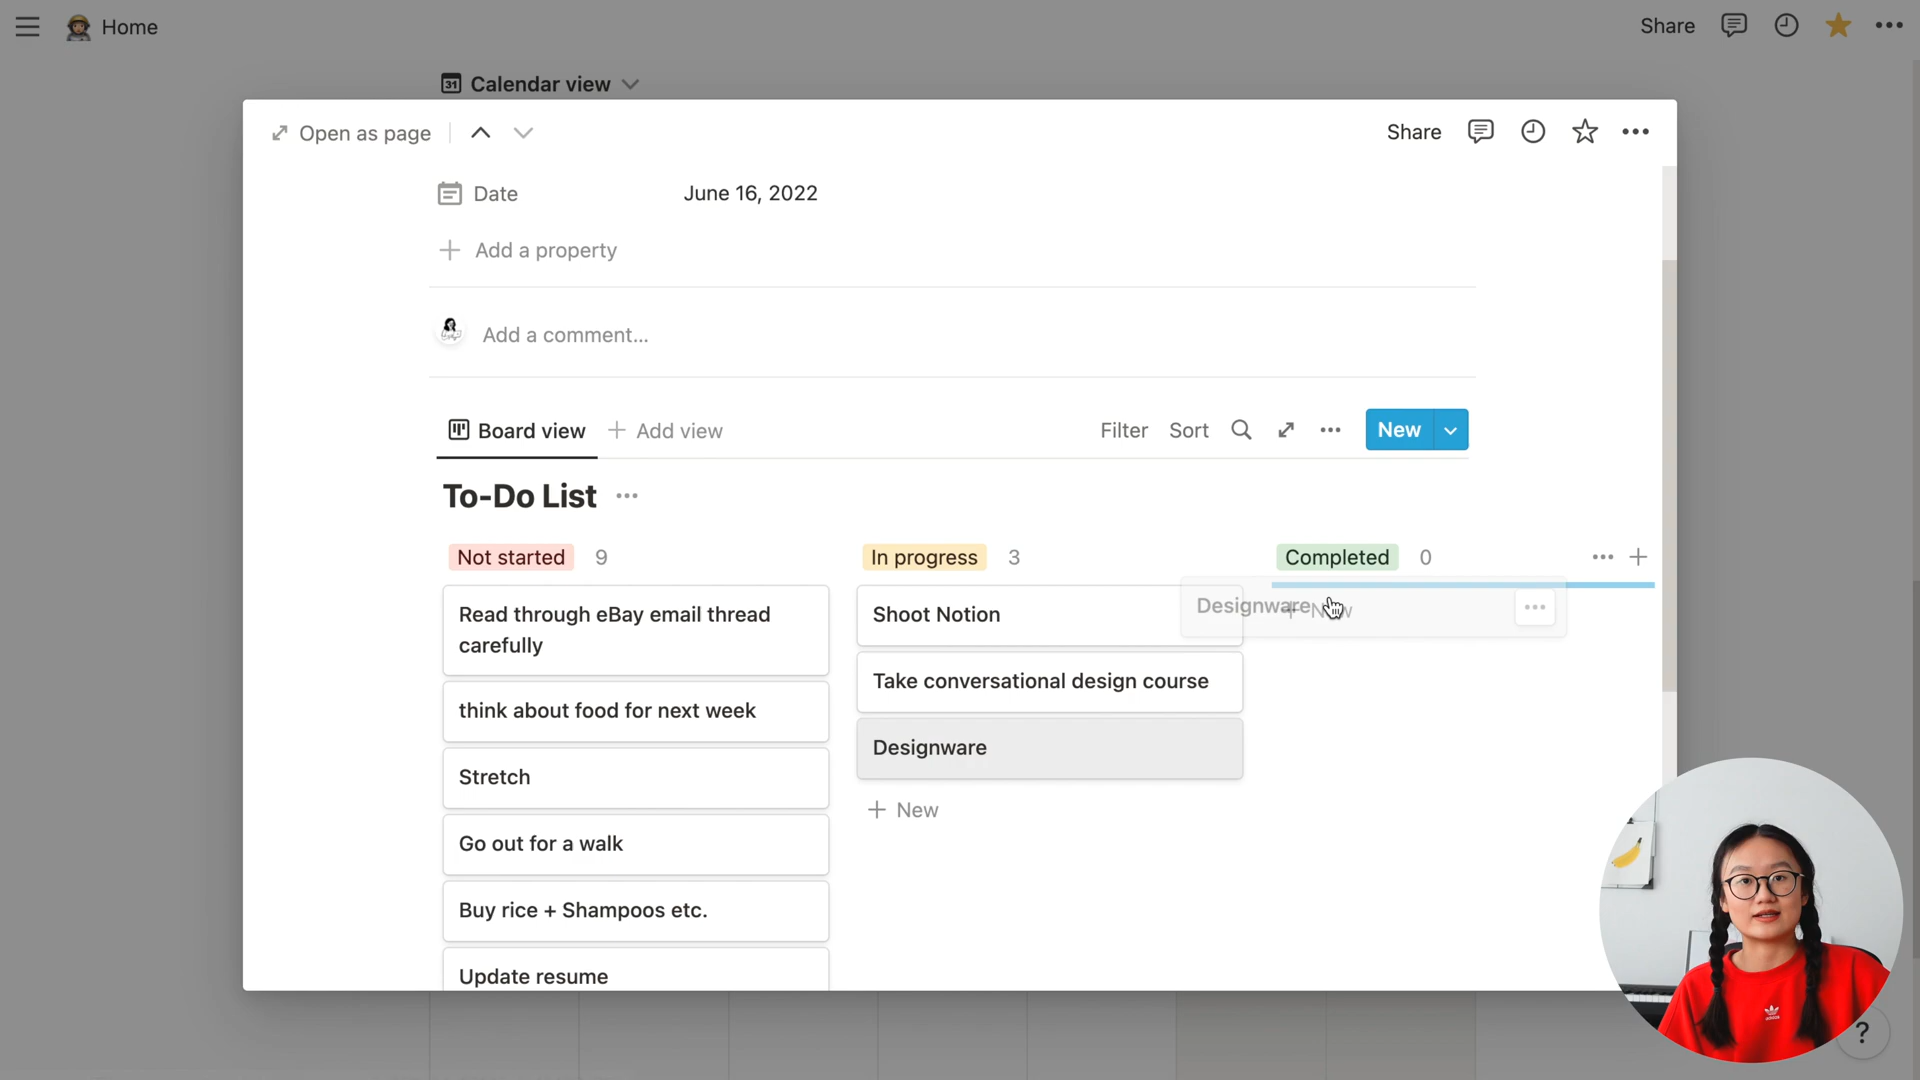 Home
Share
31 Calendar view
Open as page
Share
Date
June 16, 2022
Add a property
Add a comment...
Board view
Add view
Filter
Sort
New
To-Do List
Not started 9
In progress 3
Completed 0
Read through eBay email thread
carefully
think about food for next week
Stretch
Go out for a walk
Buy rice + Shampoos etc.
Update resume
Shoot Notion
Take conversational design course
Designware
+ New
Designware
+ New
adidas
?